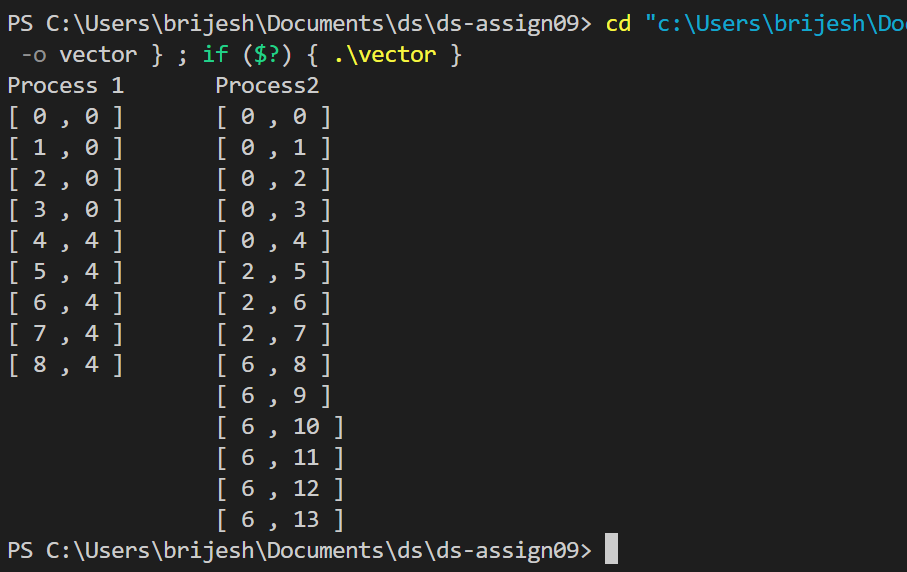 PS C:\Users\brijesh\Documents\ds\ds-assign09> cd "c:\Users\brijesh\Do
-o vector } ; if ($?) { .\vector }
Process 1       Process2
[ 0 , 0 ]       [ 0 , 0 ]
[ 1 , 0 ]       [ 0 , 1 ]
[ 2 , 0 ]       [ 0 , 2 ]
[ 3 , 0 ]       [ 0 , 3 ]
[ 4 , 4 ]       [ 0 , 4 ]
[ 5 , 4 ]       [ 2 , 5 ]
[ 6 , 4 ]       [ 2 , 6 ]
[ 7 , 4 ]       [ 2 , 7 ]
[ 8 , 4 ]       [ 6 , 8 ]
                [ 6 , 9 ]
                [ 6 , 10 ]
                [ 6 , 11 ]
                [ 6 , 12 ]
                [ 6 , 13 ]
PS C:\Users\brijesh\Documents\ds\ds-assign09>